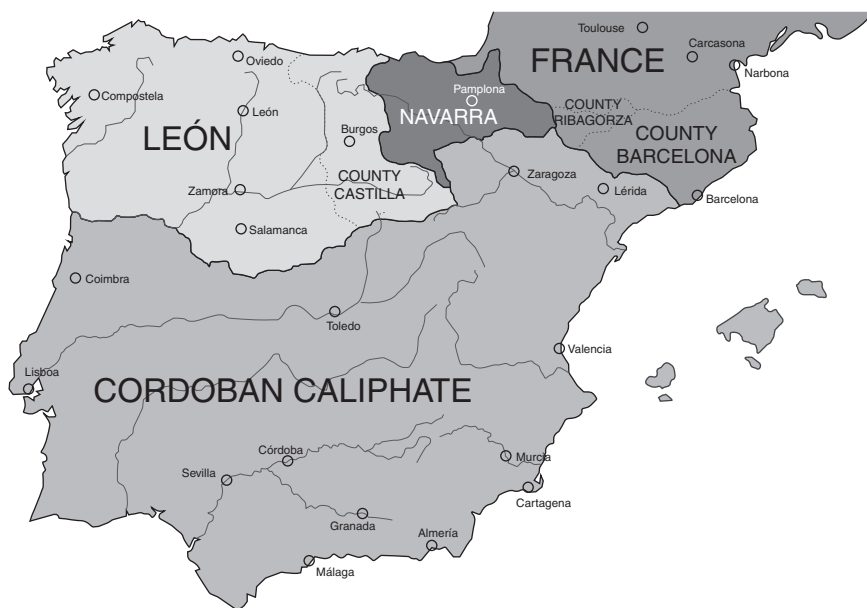 Toulouse
Carcasona
Oviedo
FRANCE
Narbona
Compostela
Pamplona
León
NAVARRA
COUNTY
RIBAGORZA
LEÓN
Burgos
COUNTY
BARCELONA
Zaragoza
COUNTY
CASTILLA
Zamora
Lérida
Barcelona
Salamanca
Coimbra
Toledo
Valencia
Lisboa
CORDOBAN CALIPHATE
Córdoba
Murcia
Sevilla
Cartagena
Granada
Almería
Málaga